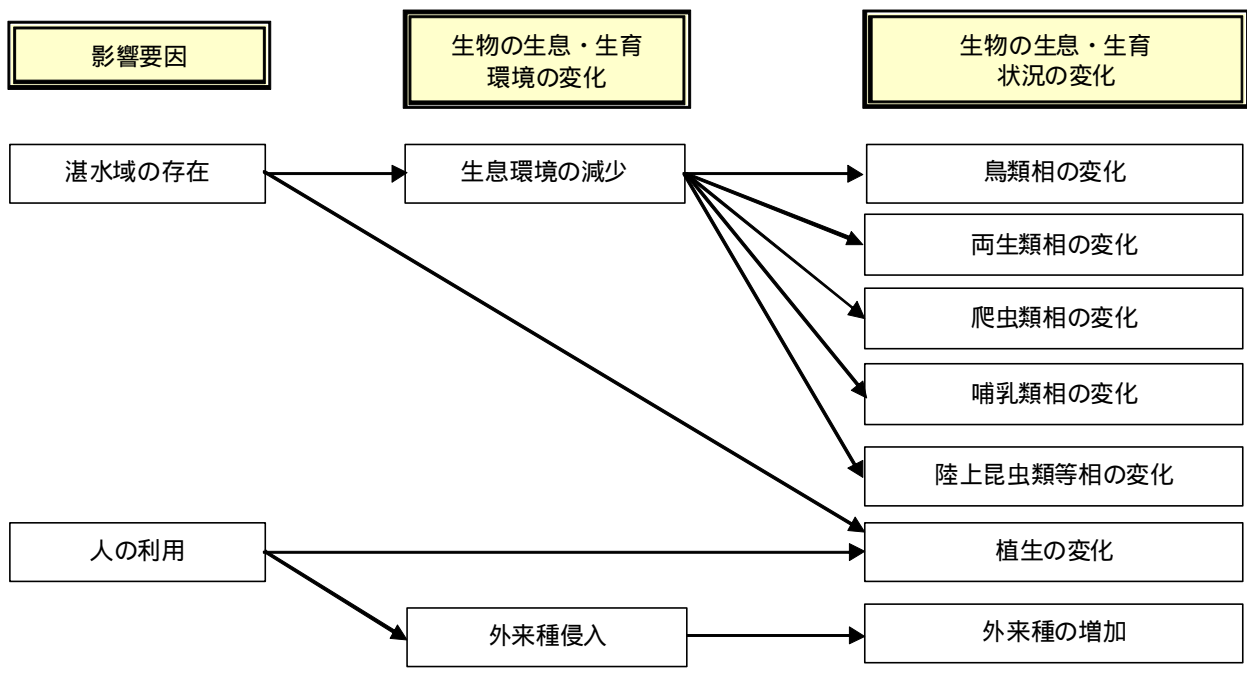 影響要因
生物の生息・生育
環境の変化
生物の生息・生育
状況の変化
湛水域の存在
生息環境の減少
鳥類相の変化
両生類相の変化
爬虫類相の変化
哺乳類相の変化
陸上昆虫類等相の変化
人の利用
植生の変化
外来種侵入
外来種の増加